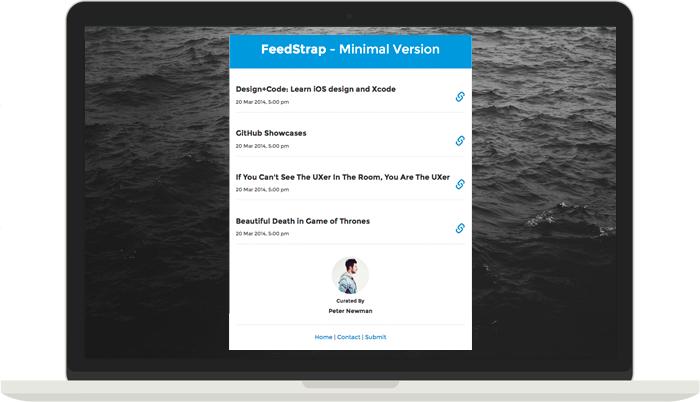 FeedStrap - Minimal Version
Design+Code: Learn iOS design and Xcode
20 Mar 2014, 5:00 pm
GitHub Showcases
20 Mar 2014, 5:00 pm
If You Can't See The UXer In The Room, You Are The UXer
20 Mar 2014, 5:00 pm
Beautiful Death in Game of Thrones
20 Mar 2014, 5:00 pm
Curated By
Peter Newman
Home | Contact | Submit